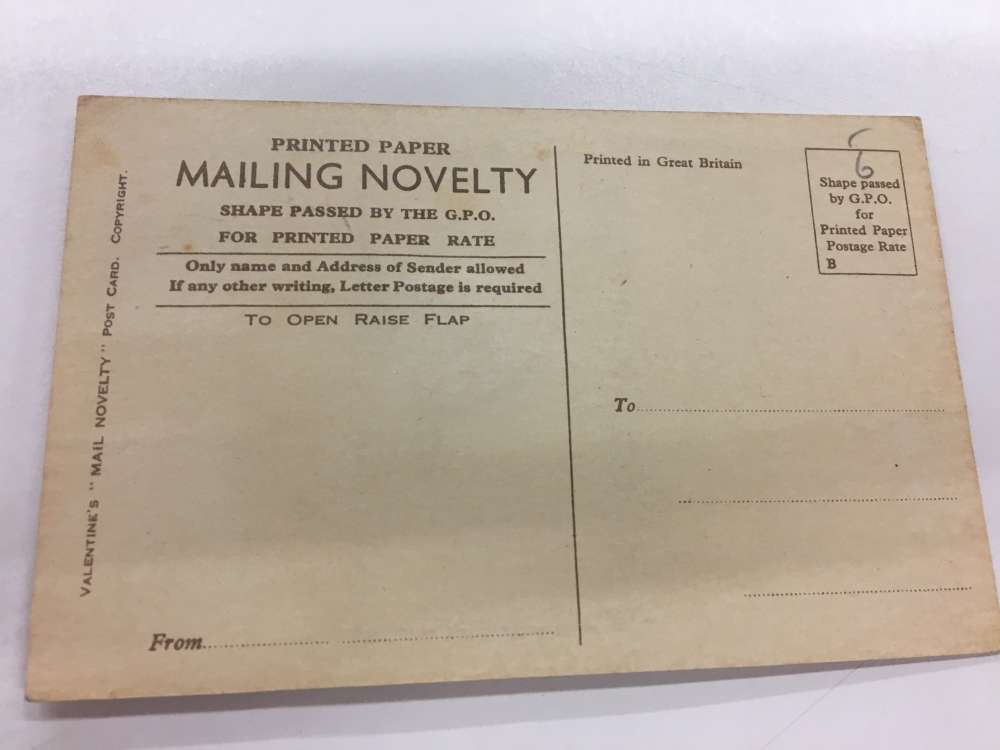 PRINTED PAPER
MAILING NOVELTY
SHAPE PASSED BY THE G.P.O.
FOR PRINTED PAPER RATE
Only name and Address of Sender allowed
If any other writing, Letter Postage is required
TO OPEN RAISE FLAP
From
VALENTINE'S "MAIL NOVELTY" POST CARD. COPYRIGHT.
Printed in Great Britain
6
Shape passed
by G.P.O.
for
Printed Paper
Postage Rate
B
To